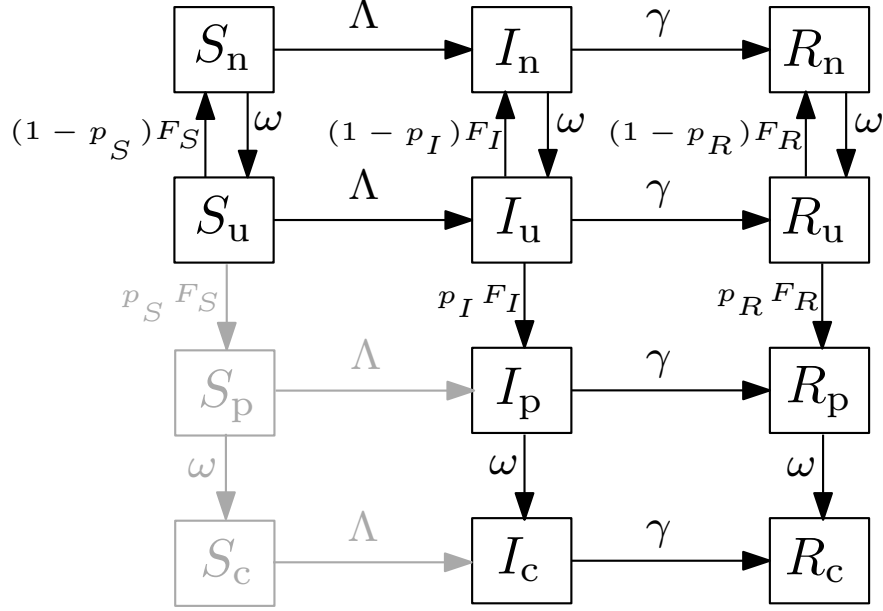 Λ γ
S_n I_n R_n
(1 - p_S)F_S ω (1 - p_I)F_I ω (1 - p_R)F_R ω
Λ γ
S_u I_u R_u
p_S F_S p_I F_I p_R F_R
Λ γ
S_p I_p R_p
ω ω ω
Λ γ
S_c I_c R_c